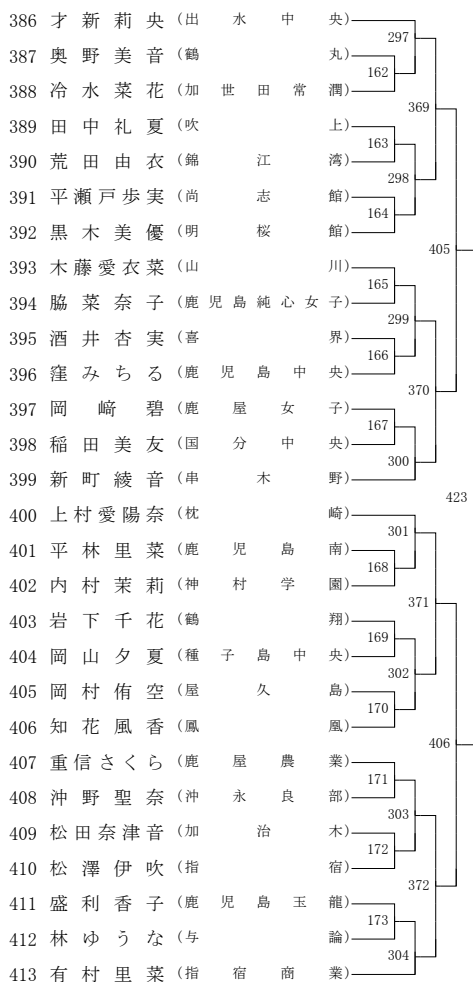 386 才新莉央 (出水中央)
297
387 奥野美音 (鶴丸)
162
388 冷水菜花 (加世田常潤)
369
389 田中礼夏 (吹上)
163
390 荒田由衣 (錦江湾)
298
391 平瀬戸歩実 (尚志館)
164
392 黒木美優 (明桜館)
405
393 木藤愛衣菜 (山川)
165
394 脇菜奈子 (鹿児島純心女子)
299
395 酒井杏実 (喜界)
166
396 窪みちる (鹿児島中央)
370
397 岡﨑碧 (鹿屋女子)
167
398 稲田美友 (国分中央)
300
399 新町綾音 (串木野)
423
400 上村愛陽奈 (枕崎)
301
401 平林里菜 (鹿児島南)
168
402 内村茉莉 (神村学園)
371
403 岩下千花 (鶴翔)
169
404 岡山夕夏 (種子島中央)
302
405 岡村侑空 (屋久島)
170
406 知花風香 (鳳凰)
406
407 重信さくら (鹿屋農業)
171
408 沖野聖奈 (沖永良部)
303
409 松田奈津音 (加治木)
172
410 松澤伊吹 (指宿)
372
411 盛利香子 (鹿児島玉龍)
173
412 林ゆうな (与論)
304
413 有村里菜 (指宿商業)